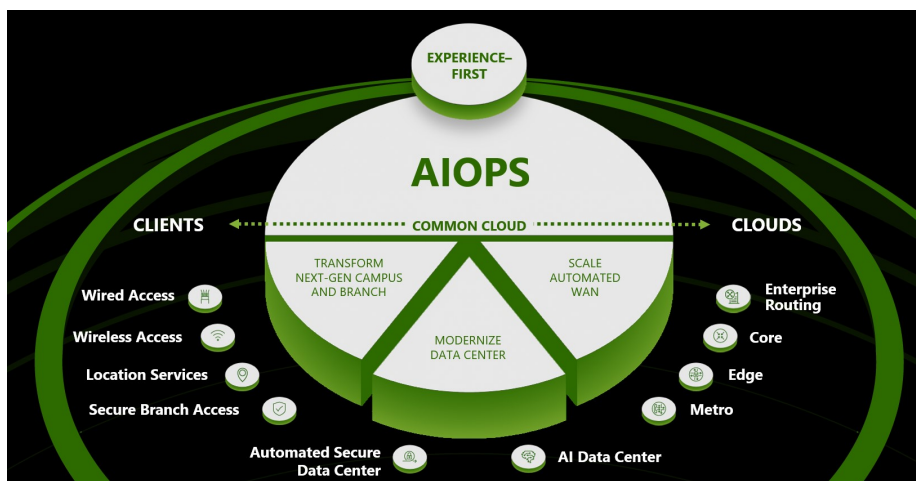 EXPERIENCE–
FIRST
AIOPS
CLIENTS
COMMON CLOUD
CLOUDS
TRANSFORM
NEXT-GEN CAMPUS
AND BRANCH
SCALE
AUTOMATED
WAN
MODERNIZE
DATA CENTER
Wired Access
Wireless Access
Location Services
Secure Branch Access
Automated Secure
Data Center
AI Data Center
Enterprise
Routing
Core
Edge
Metro